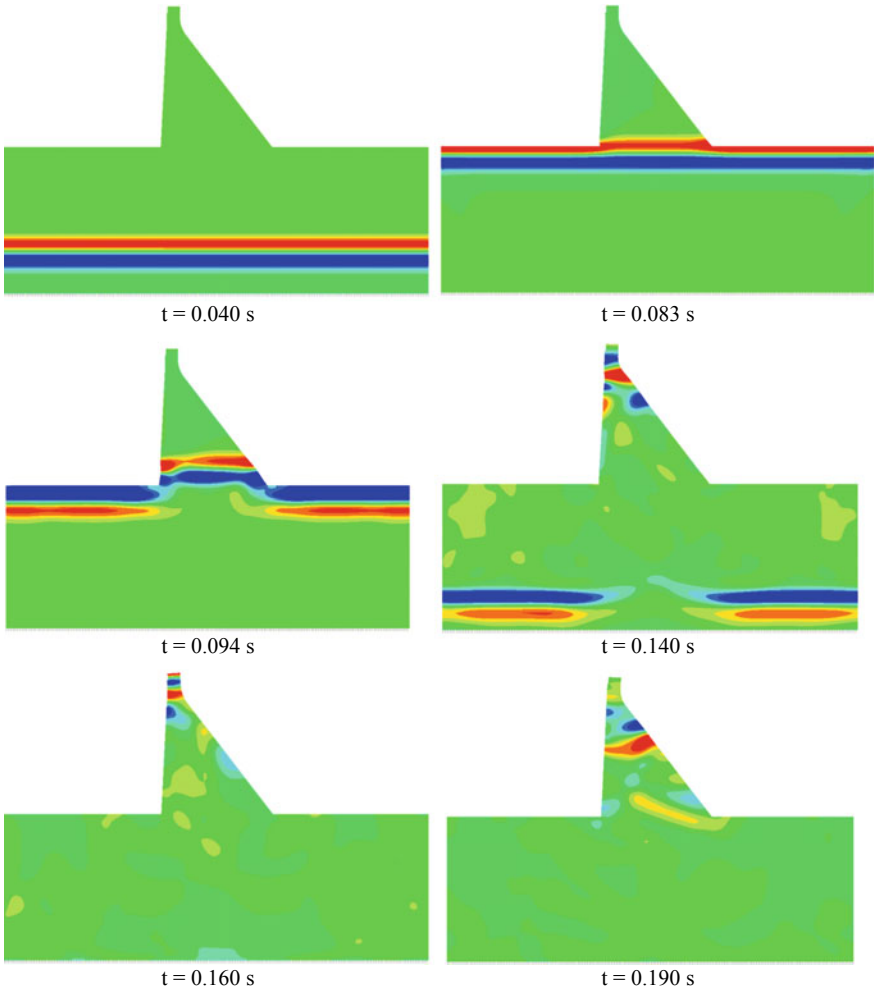 t = 0.040 s
t = 0.083 s
t = 0.094 s
t = 0.140 s
t = 0.160 s
t = 0.190 s